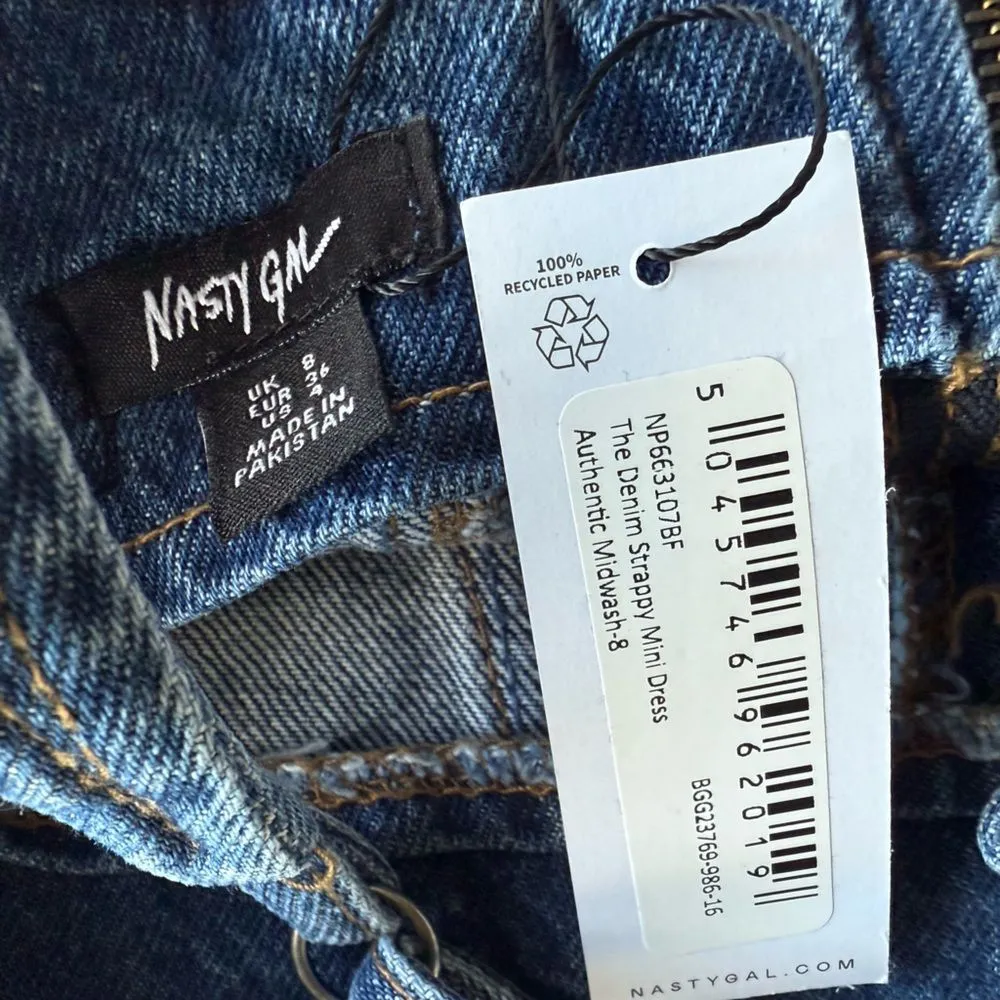 NASTY GAL
UK 8
EUR 36
US 4
MADE IN
PAKISTAN
100%
RECYCLED PAPER
5 045746 962019
NP663107BF
The Denim Strappy Mini Dress
Authentic Midwash-8
BGG23769-986-16
NASTYGAL.COM